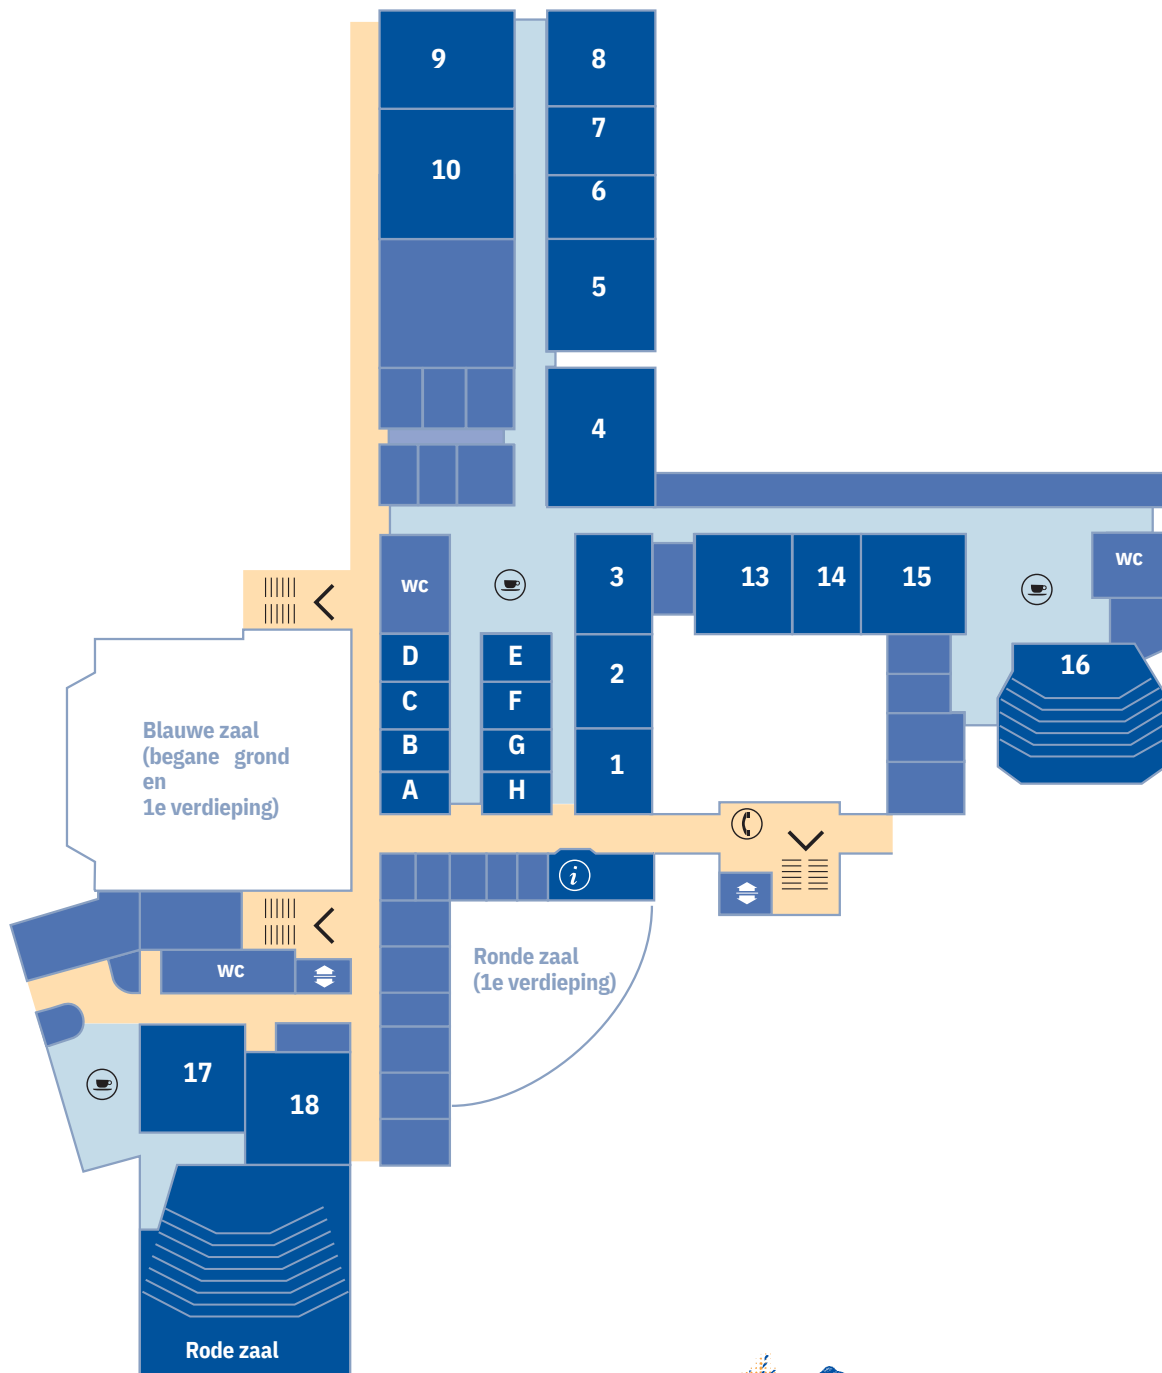 9
8
7
10
6
5
4
wc
3
13
14
15
wc
D
E
2
16
C
F
B
G
1
A
H
Blauwe zaal
(begane grond
en
1e verdieping)
i
Ronde zaal
(1e verdieping)
wc
17
18
Rode zaal